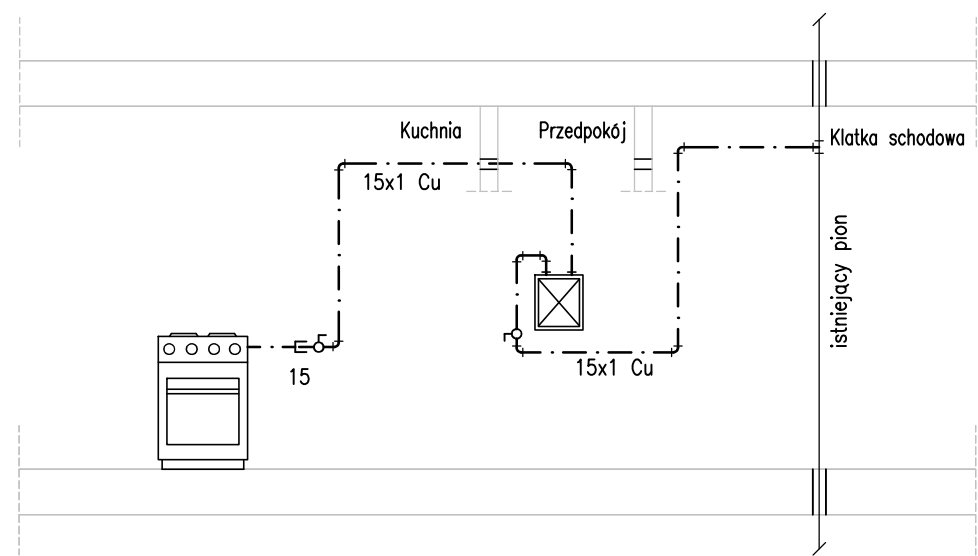 Kuchnia
Przedpokój
Klatka schodowa
15x1 Cu
istniejący pion
15x1 Cu
15